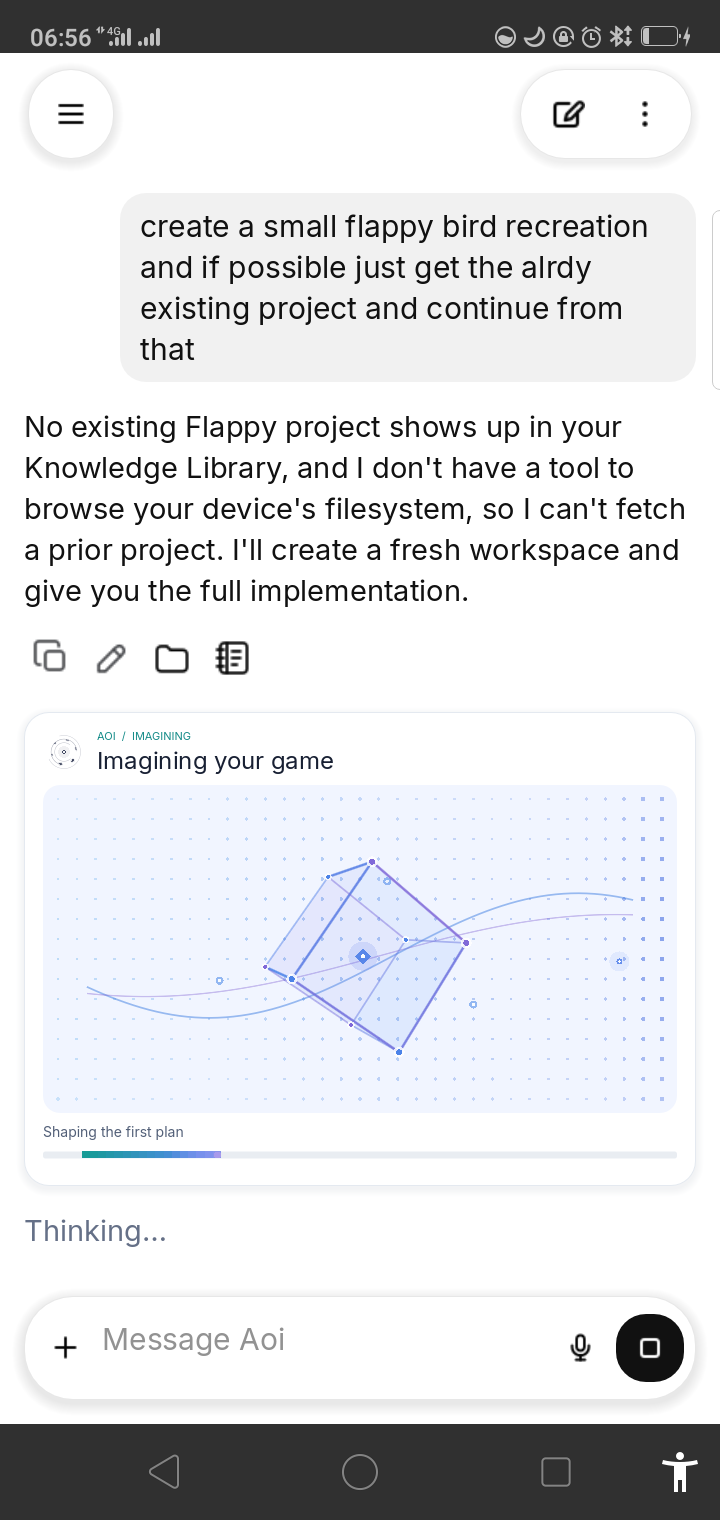 06:56
4G
create a small flappy bird recreation
and if possible just get the alrdy
existing project and continue from
that
No existing Flappy project shows up in your
Knowledge Library, and I don't have a tool to
browse your device's filesystem, so I can't fetch
a prior project. I'll create a fresh workspace and
give you the full implementation.
AOI / IMAGINING
Imagining your game
Shaping the first plan
Thinking...
Message Aoi